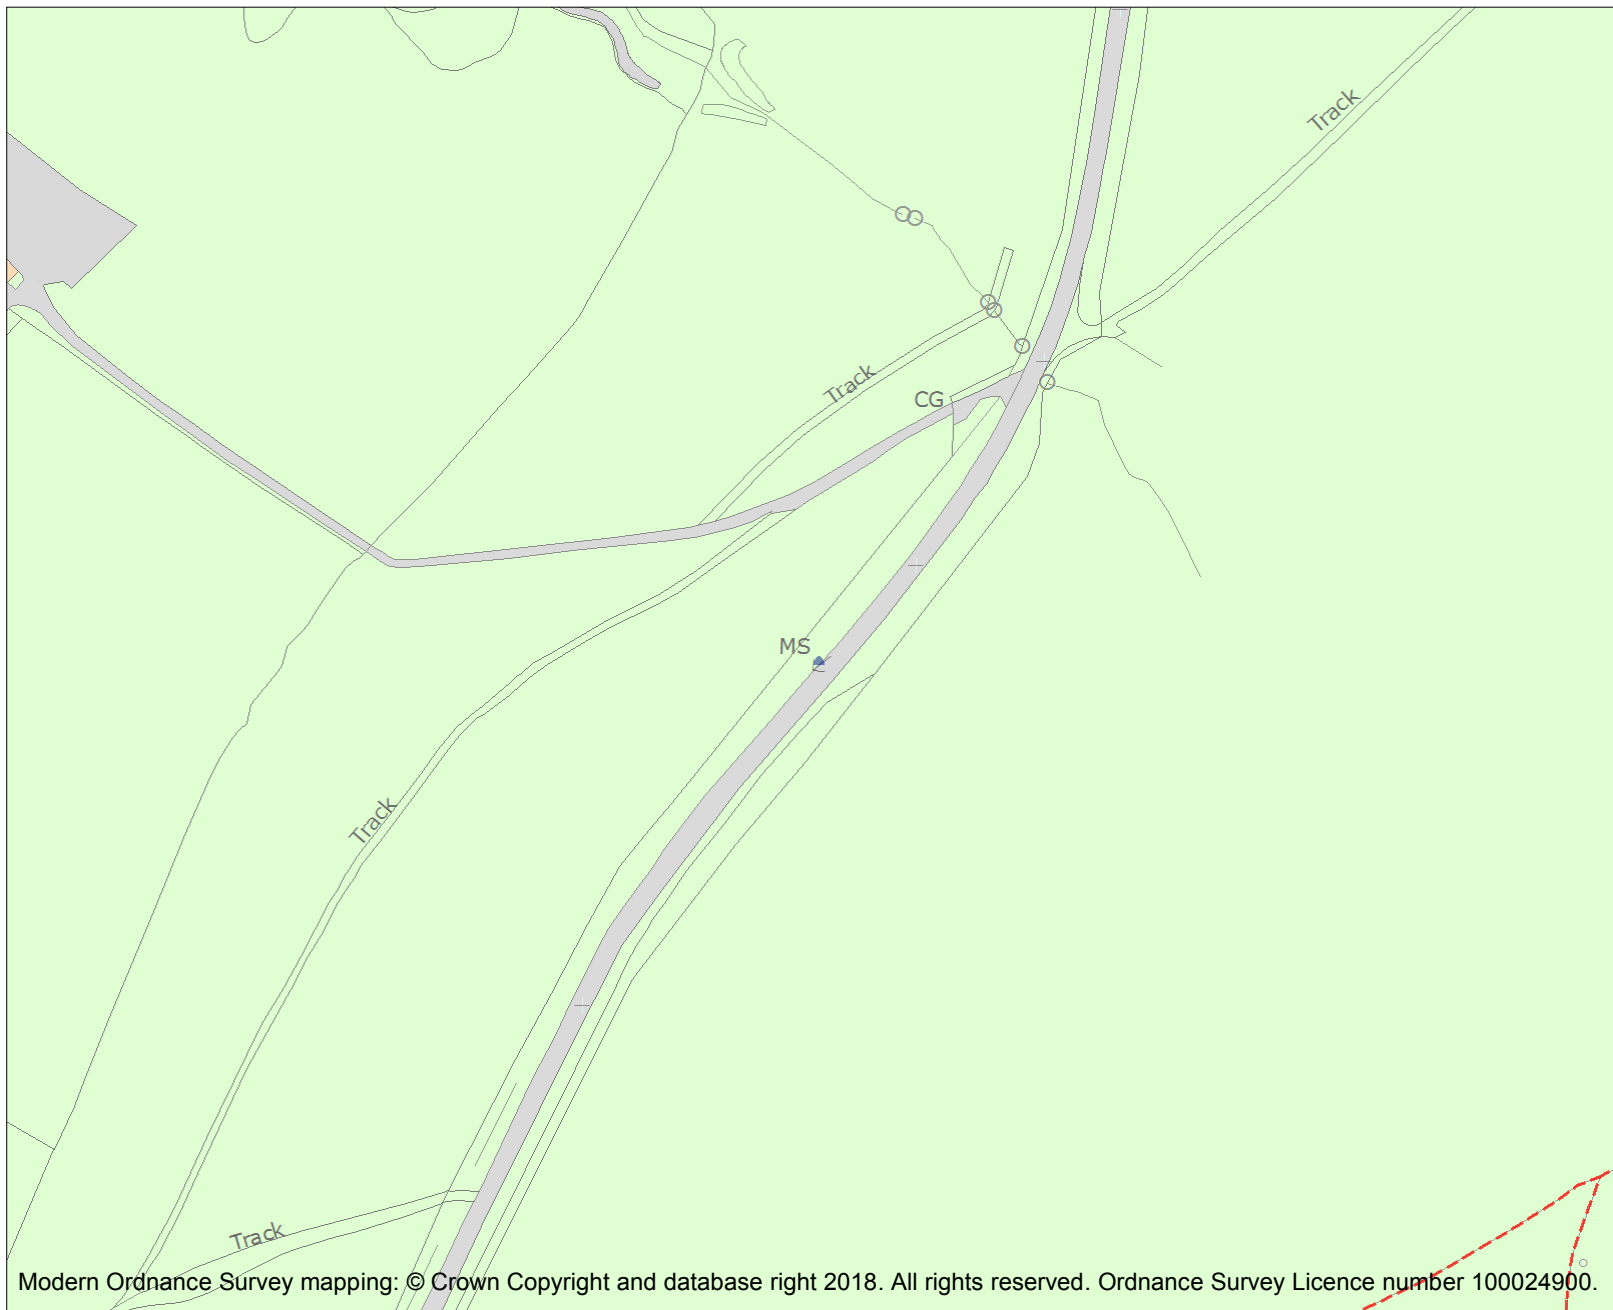 Track
Track
CG
MS
Track
Track
Modern Ordnance Survey mapping: © Crown Copyright and database right 2018. All rights reserved. Ordnance Survey Licence number 100024900.